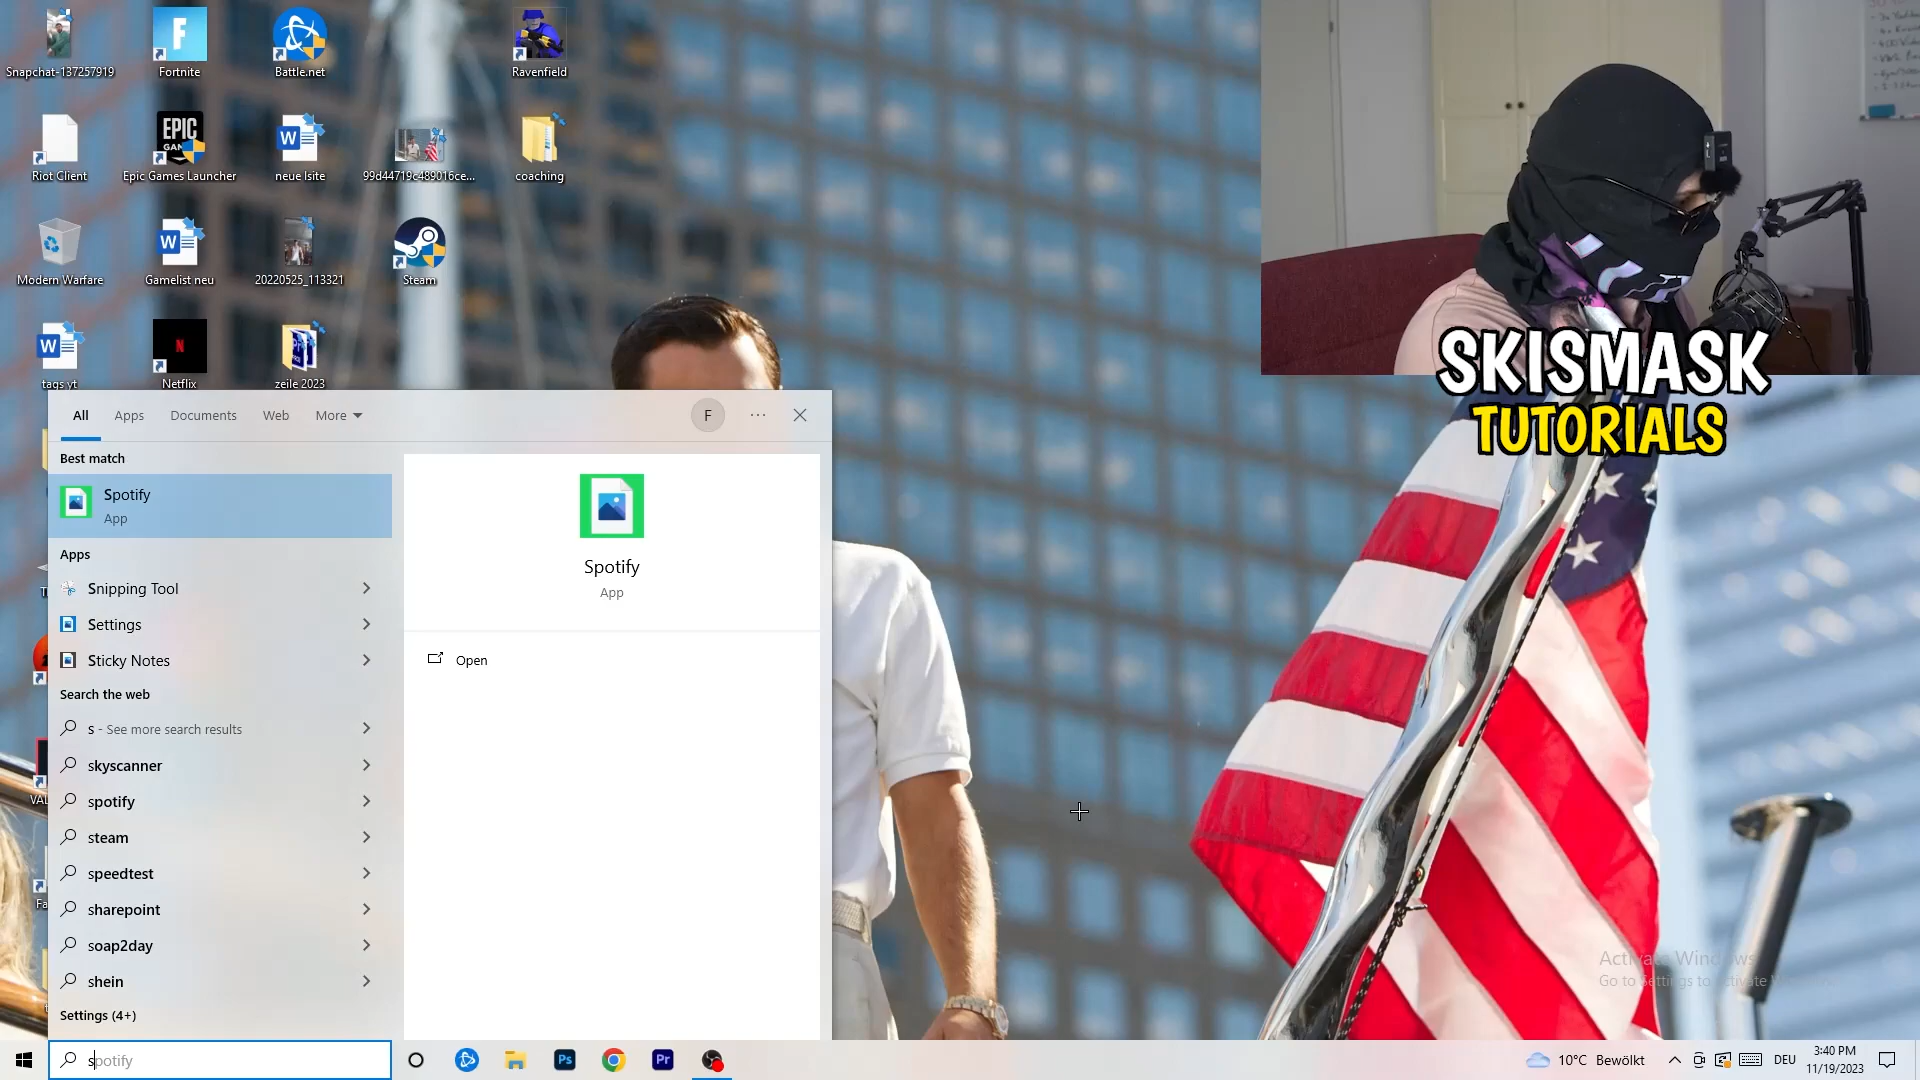 Snapchat-137257919
Fortnite
Battle.net
Ravenfield
Riot Client
EPIC
Epic Games Launcher
neue lsite
99d44719c489016ce...
coaching
Modern Warfare
Gamelist neu
20220525_113321
Steam
tags yt
Netflix
zeile 2023
SKISMASK
TUTORIALS
All
Apps
Documents
Web
More
F
Best match
Spotify
App
Apps
Snipping Tool
Settings
Sticky Notes
Search the web
s - See more search results
skyscanner
spotify
steam
speedtest
sharepoint
soap2day
shein
Settings (4+)
spotify
Spotify
App
Open
Activate Windows
Go to Settings to activate
Ps
Pr
10°C Bewölkt
DEU
3:40 PM
11/19/2023